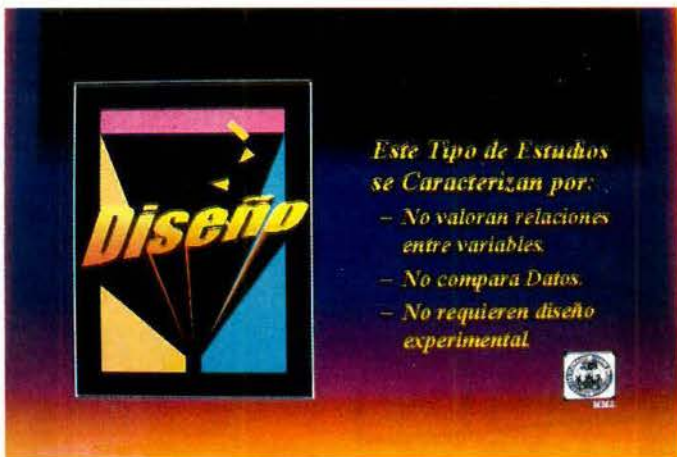 Diseño
Este Tipo de Estudios
se Caracterizan por:
– No valoran relaciones
entre variables.
– No compara Datos.
– No requieren diseño
experimental.